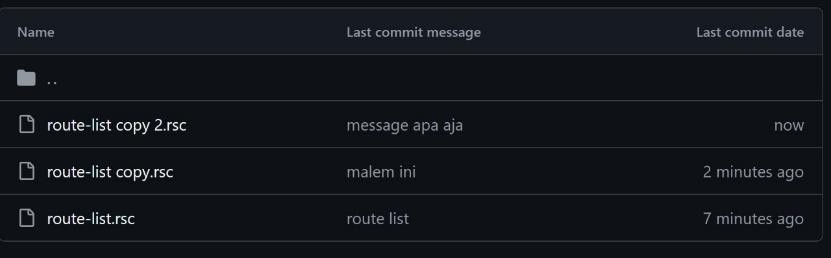 Name Last commit message Last commit date
..
route-list copy 2.rsc message apa aja now
route-list copy.rsc malem ini 2 minutes ago
route-list.rsc route list 7 minutes ago